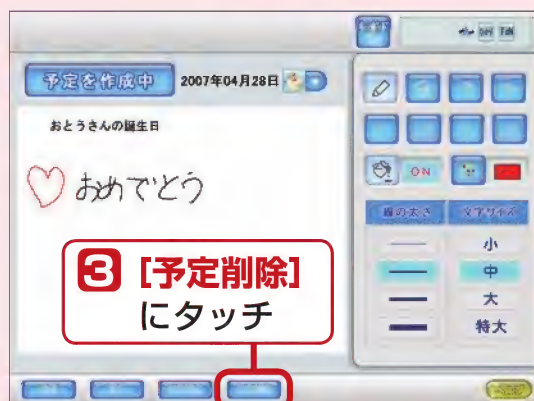 予定を作成中 2007年04月28日
おとうさんの誕生日
おめでとう
ON
線の太さ 文字サイズ
小
中
大
特大
3 [予定削除]
にタッチ